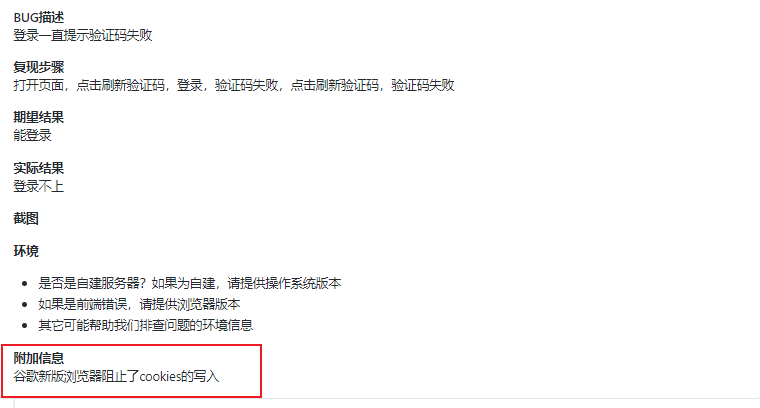 BUG描述
登录一直提示验证码失败
复现步骤
打开页面，点击刷新验证码，登录，验证码失败，点击刷新验证码，验证码失败
期望结果
能登录
实际结果
登录不上
截图
环境
是否是自建服务器？如果为自建，请提供操作系统版本
如果是前端错误，请提供浏览器版本
其它可能帮助我们排查问题的环境信息
附加信息
谷歌新版浏览器阻止了cookies的写入